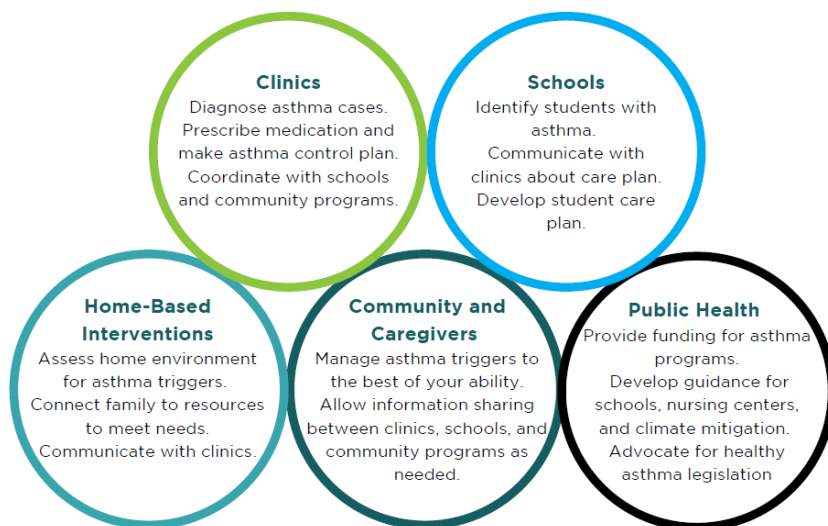 Clinics
Diagnose asthma cases.
Prescribe medication and
make asthma control plan.
Coordinate with schools
and community programs.
Schools
Identify students with
asthma.
Communicate with
clinics about care plan.
Develop student care
plan.
Home-Based
Interventions
Assess home environment
for asthma triggers.
Connect family to resources
to meet needs.
Communicate with clinics.
Community and
Caregivers
Manage asthma triggers to
the best of your ability.
Allow information sharing
between clinics, schools, and
community programs as
needed.
Public Health
Provide funding for asthma
programs.
Develop guidance for
schools, nursing centers,
and climate mitigation.
Advocate for healthy
asthma legislation